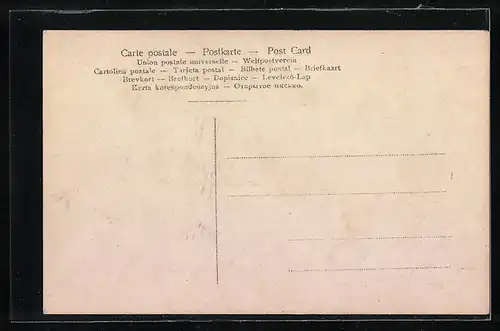 Carte postale — Postkarte — Post Card
Union postale universelle — Weltpostverein
Cartolina postale — Tarjeta postal — Bilhete postal — Briefkaart
Brevkort — Brefkort — Dopisnice — Levelező-Lap
Karta korespondencyjna — Открытое письмо.